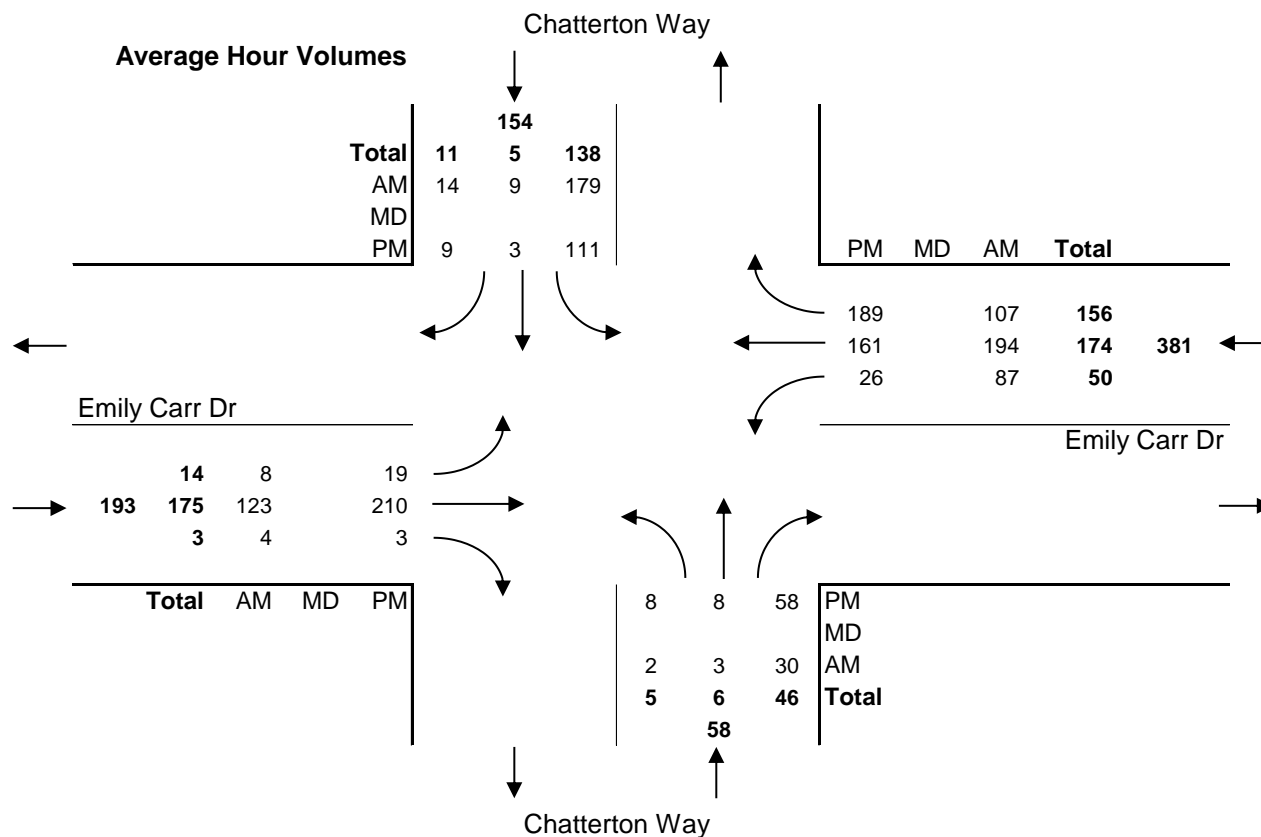 Chatterton Way
Average Hour Volumes
154
Total 11 5 138
AM 14 9 179
MD
PM 9 3 111
PM MD AM Total
189 107 156
161 194 174 381
26 87 50
Emily Carr Dr
Emily Carr Dr
14 8 19
193 175 123 210
3 4 3
Total AM MD PM
8 8 58 PM
MD
2 3 30 AM
5 6 46 Total
58
Chatterton Way